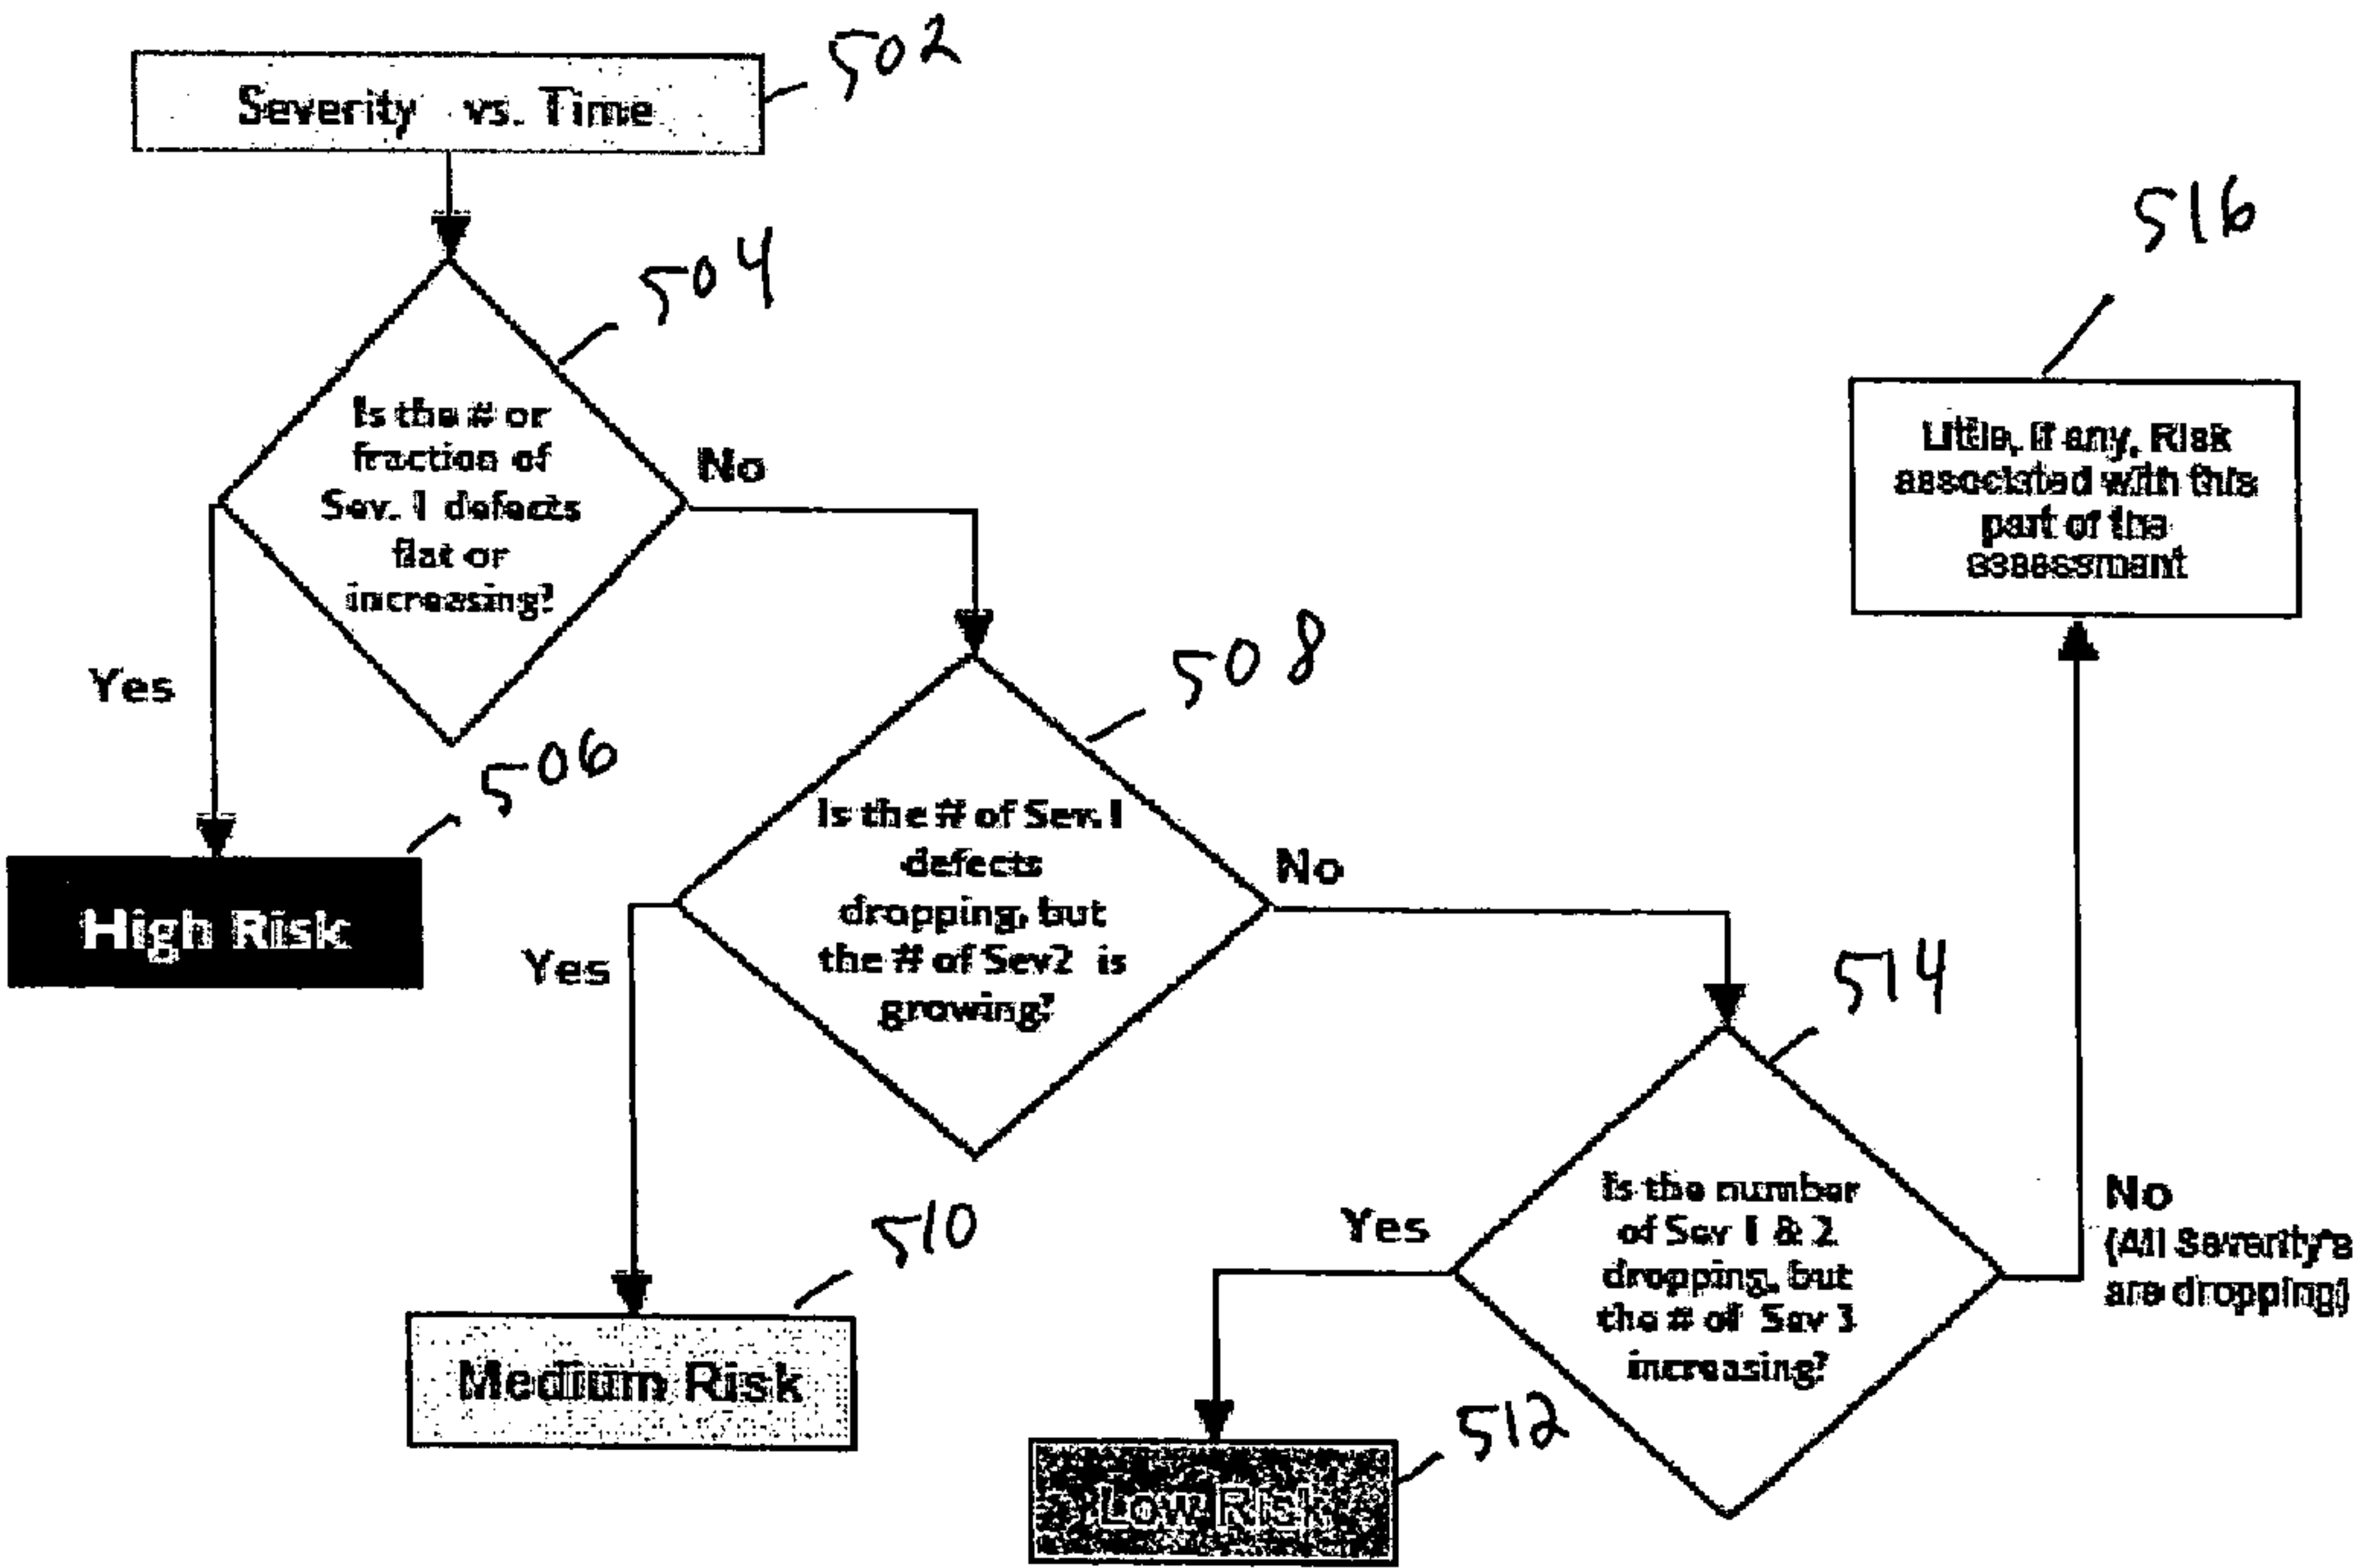 502
Severity vs. Time
504
Is the # or
fraction of
Sev. 1 defects
flat or
increasing?
No
Yes
506
High Risk
508
Is the # of Sev. 1
defects
dropping, but
the # of Sev2 is
growing?
No
Yes
510
Medium Risk
514
Is the number
of Sev 1 & 2
dropping, but
the # of Sev 3
increasing?
Yes
512
Low Risk
No
(All Severity's
are dropping)
516
Little, if any, Risk
associated with this
part of the
assessment